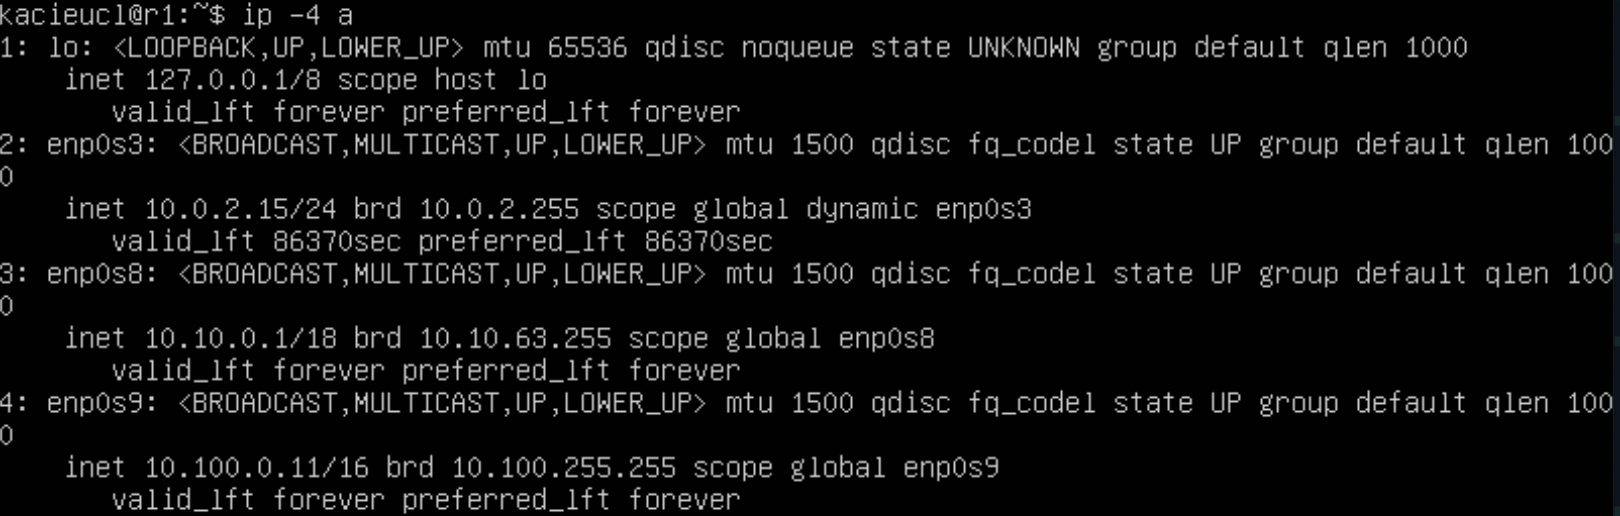 kacieucl@r1:~$ ip -4 a
1: lo: <LOOPBACK,UP,LOWER_UP> mtu 65536 qdisc noqueue state UNKNOWN group default qlen 1000
    inet 127.0.0.1/8 scope host lo
       valid_lft forever preferred_lft forever
2: enp0s3: <BROADCAST,MULTICAST,UP,LOWER_UP> mtu 1500 qdisc fq_codel state UP group default qlen 100
0
    inet 10.0.2.15/24 brd 10.0.2.255 scope global dynamic enp0s3
       valid_lft 86370sec preferred_lft 86370sec
3: enp0s8: <BROADCAST,MULTICAST,UP,LOWER_UP> mtu 1500 qdisc fq_codel state UP group default qlen 100
0
    inet 10.10.0.1/18 brd 10.10.63.255 scope global enp0s8
       valid_lft forever preferred_lft forever
4: enp0s9: <BROADCAST,MULTICAST,UP,LOWER_UP> mtu 1500 qdisc fq_codel state UP group default qlen 100
0
    inet 10.100.0.11/16 brd 10.100.255.255 scope global enp0s9
       valid_lft forever preferred_lft forever